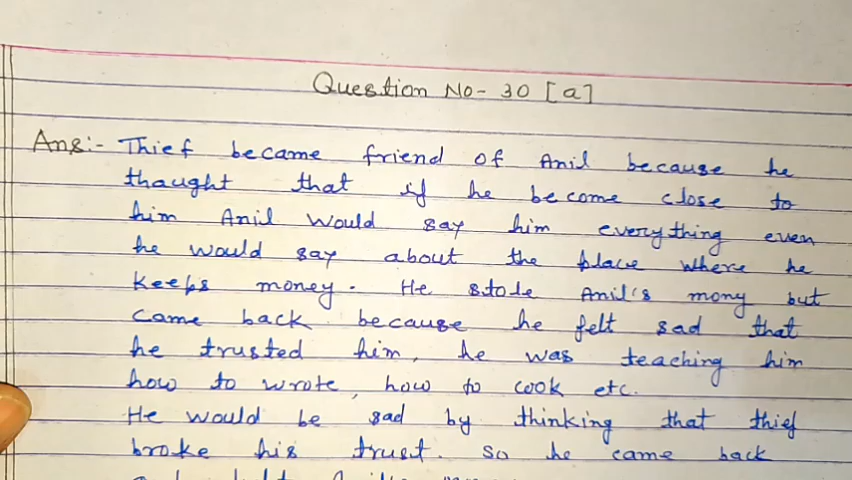 Question No- 30 [a]
Ans:- Thief became friend of Anil because he
thaught that if he become close to
him Anil would say him everything even
he would say about the place where he
keeps money. He stole Anil's mony but
came back because he felt sad that
he trusted him, he was teaching him
how to wrote, how to cook etc.
He would be sad by thinking that thief
broke his trust. So he came back